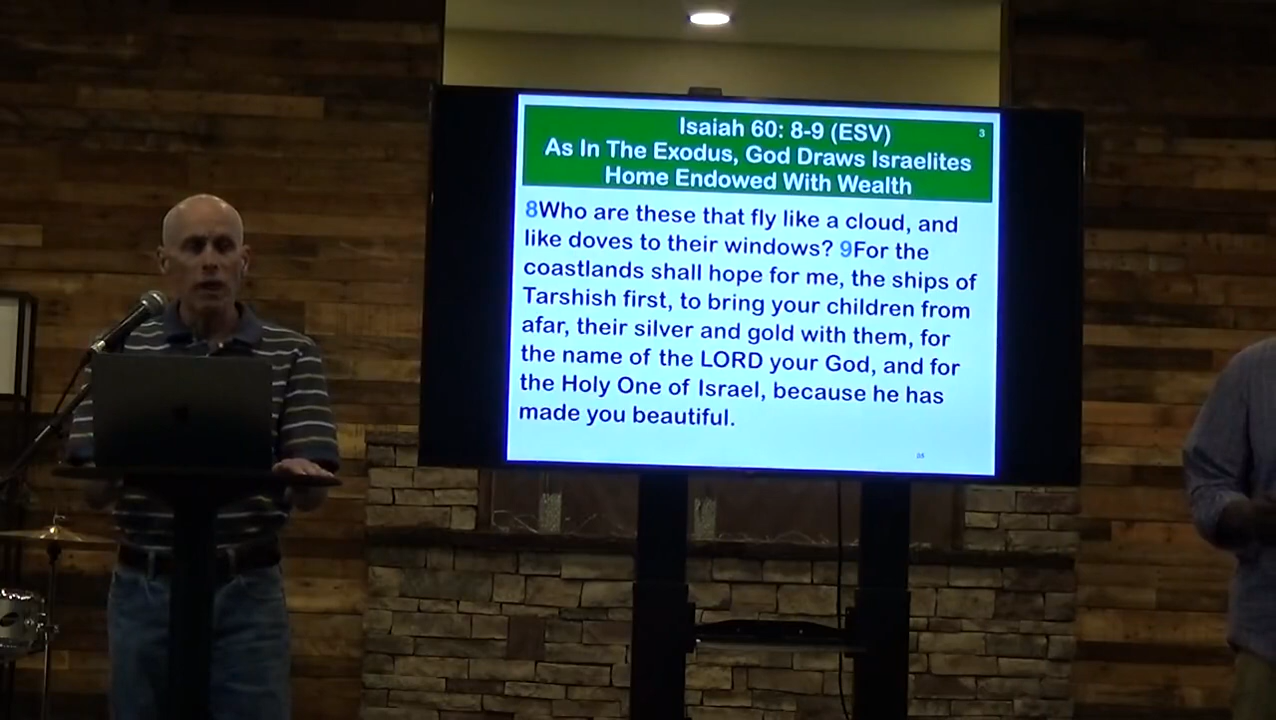 Isaiah 60: 8-9 (ESV)
3
As In The Exodus, God Draws Israelites
Home Endowed With Wealth
8Who are these that fly like a cloud, and
like doves to their windows? 9For the
coastlands shall hope for me, the ships of
Tarshish first, to bring your children from
afar, their silver and gold with them, for
the name of the LORD your God, and for
the Holy One of Israel, because he has
made you beautiful.